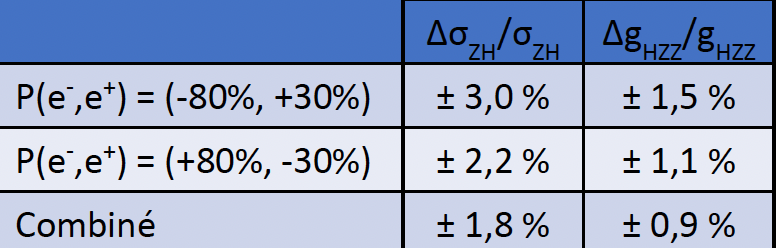 Δσ_ZH/σ_ZH Δg_HZZ/g_HZZ
P(e⁻,e⁺) = (-80%, +30%) ± 3,0 % ± 1,5 %
P(e⁻,e⁺) = (+80%, -30%) ± 2,2 % ± 1,1 %
Combiné ± 1,8 % ± 0,9 %